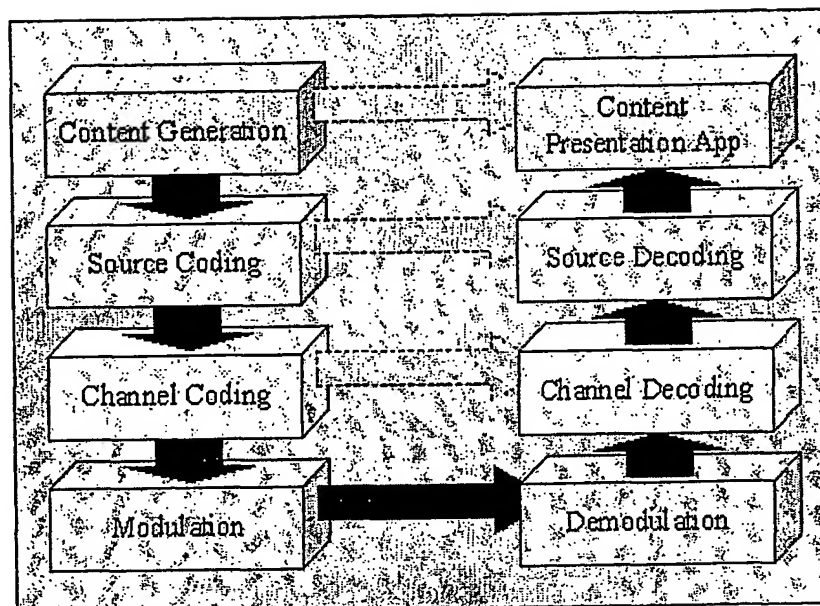 Content Generation
Content
Presentation App
Source Coding
Source Decoding
Channel Coding
Channel Decoding
Modulation
Demodulation